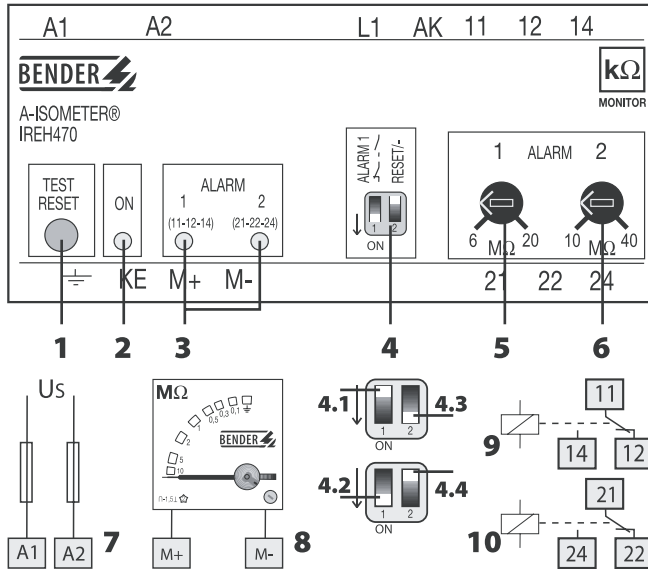 A1 A2 L1 AK 11 12 14
BENDER
kΩ
MONITOR
A-ISOMETER®
IREH470
TEST
RESET
ON
ALARM
1 2
(11-12-14) (21-22-24)
ALARM 1
RESET/-
1 2
ON
1 ALARM 2
6 MΩ 20
10 MΩ 40
KE M+ M- 21 22 24
1 2 3 4 5 6
Us
A1 A2 7
MΩ
10 5 2 1 0,5 0,3 0,1
BENDER
M+ M- 8
4.1 4.3
1 2
ON
4.2 4.4
1 2
ON
9 11
14 12
10 21
24 22